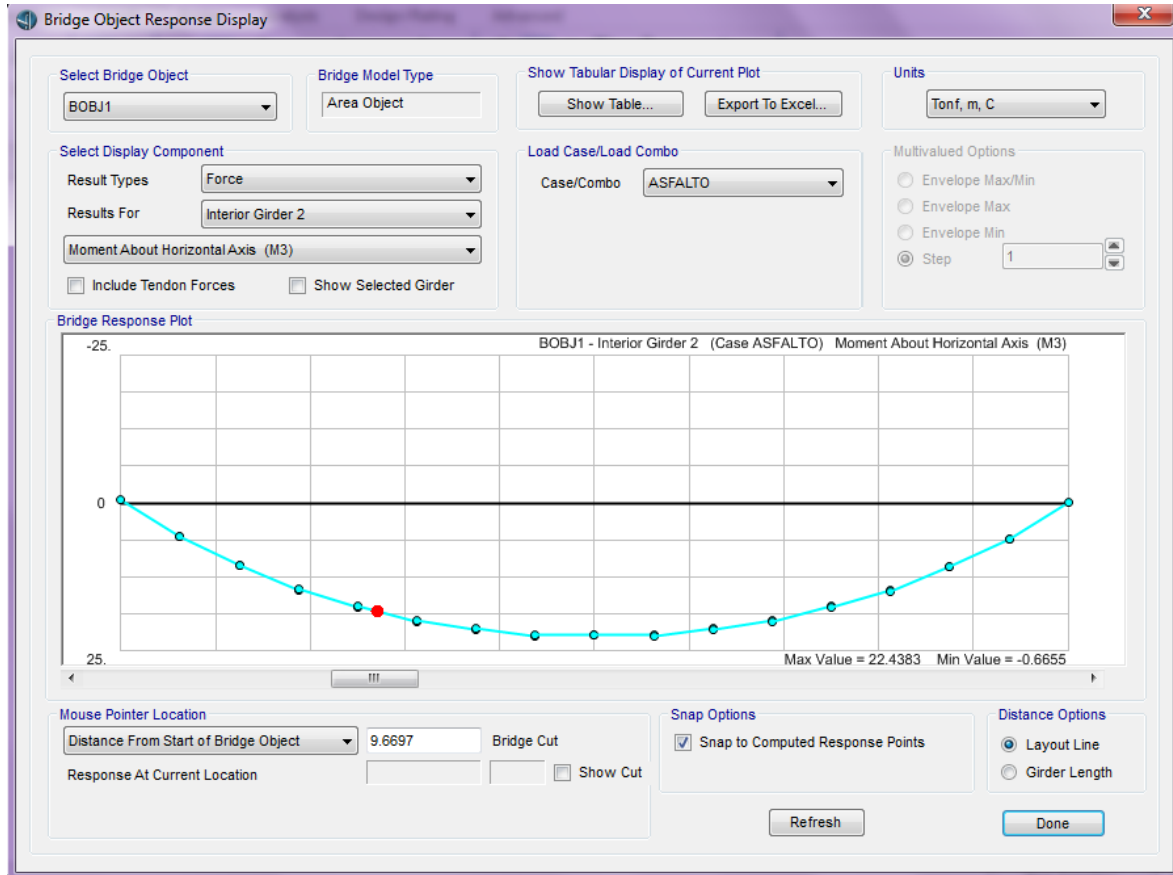 Bridge Object Response Display
Select Bridge Object
BOBJ1
Bridge Model Type
Area Object
Show Tabular Display of Current Plot
Show Table...
Export To Excel...
Units
Tonf, m, C
Select Display Component
Result Types
Force
Results For
Interior Girder 2
Moment About Horizontal Axis (M3)
Include Tendon Forces
Show Selected Girder
Load Case/Load Combo
Case/Combo
ASFALTO
Multivalued Options
Envelope Max/Min
Envelope Max
Envelope Min
Step
1
Bridge Response Plot
-25.
BOBJ1 - Interior Girder 2 (Case ASFALTO) Moment About Horizontal Axis (M3)
0
25.
Max Value = 22.4383 Min Value = -0.6655
Mouse Pointer Location
Distance From Start of Bridge Object
9.6697
Bridge Cut
Response At Current Location
Show Cut
Snap Options
Snap to Computed Response Points
Distance Options
Layout Line
Girder Length
Refresh
Done